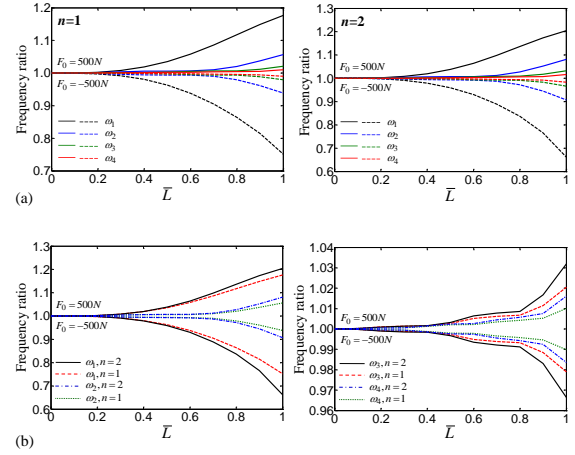 (a)
n=1
Frequency ratio
1.2
1.1
1.0
0.9
0.8
0.7
F₀ = 500N
F₀ = −500N
ω₁
ω₂
ω₃
ω₄
0 0.2 0.4 0.6 0.8 1
L̅
n=2
Frequency ratio
1.3
1.2
1.1
1.0
0.9
0.8
0.7
0.6
F₀ = 500N
F₀ = −500N
ω₁
ω₂
ω₃
ω₄
0 0.2 0.4 0.6 0.8 1
L̅
(b)
Frequency ratio
1.3
1.2
1.1
1.0
0.9
0.8
0.7
0.6
F₀ = 500N
F₀ = −500N
ω₁, n = 2
ω₁, n = 1
ω₂, n = 2
ω₂, n = 1
0 0.2 0.4 0.6 0.8 1
L̅
Frequency ratio
1.04
1.03
1.02
1.01
1.00
0.99
0.98
0.97
0.96
F₀ = 500N
F₀ = −500N
ω₃, n = 2
ω₃, n = 1
ω₄, n = 2
ω₄, n = 1
0 0.2 0.4 0.6 0.8 1
L̅